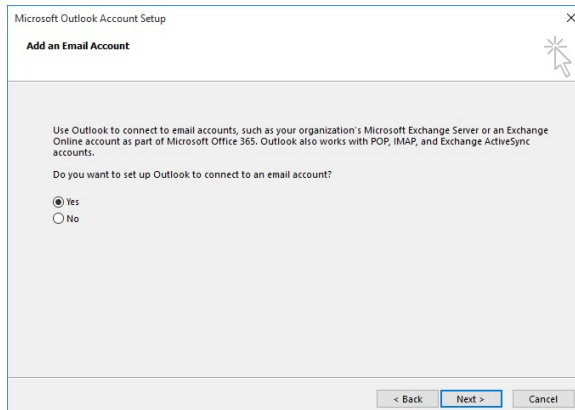 Microsoft Outlook Account Setup
Add an Email Account
Use Outlook to connect to email accounts, such as your organization's Microsoft Exchange Server or an Exchange
Online account as part of Microsoft Office 365. Outlook also works with POP, IMAP, and Exchange ActiveSync
accounts.
Do you want to set up Outlook to connect to an email account?
Yes
No
< Back Next > Cancel